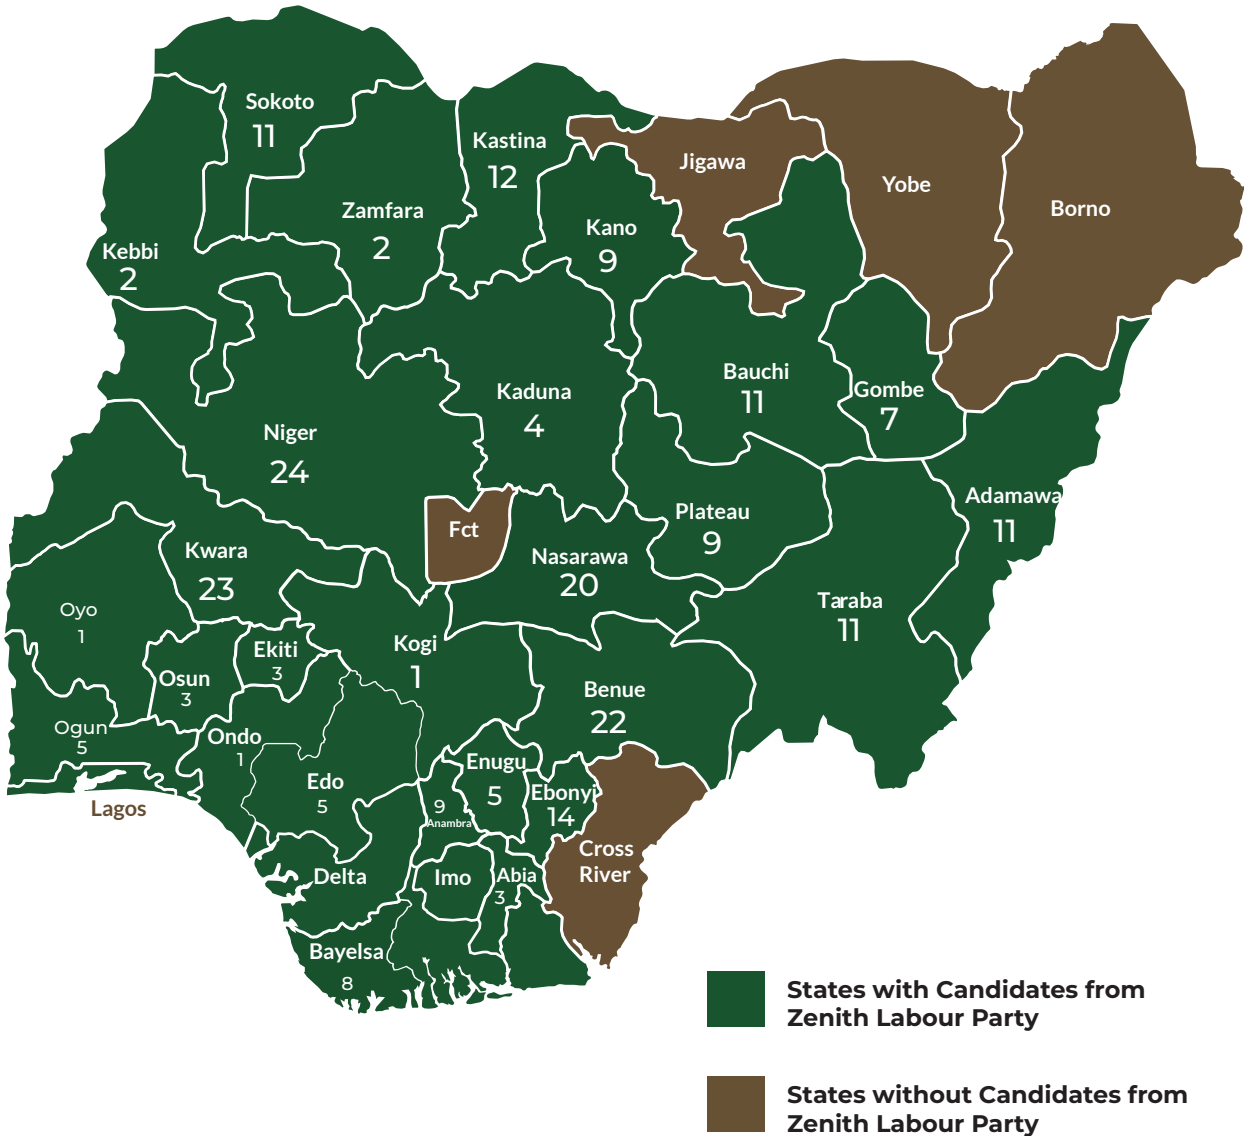 Sokoto
11
Kastina
12
Jigawa
Yobe
Borno
Zamfara
2
Kano
9
Kebbi
2
Bauchi
11
Gombe
7
Kaduna
4
Niger
24
Adamawa
11
Plateau
9
Fct
Nasarawa
20
Kwara
23
Taraba
11
Oyo
1
Kogi
1
Ekiti
3
Osun
3
Benue
22
Ogun
5
Ondo
1
Enugu
5
Edo
5
Ebonyi
14
Lagos
9
Anambra
Cross
River
Delta
Imo
Abia
3
Bayelsa
8
States with Candidates from
Zenith Labour Party
States without Candidates from
Zenith Labour Party